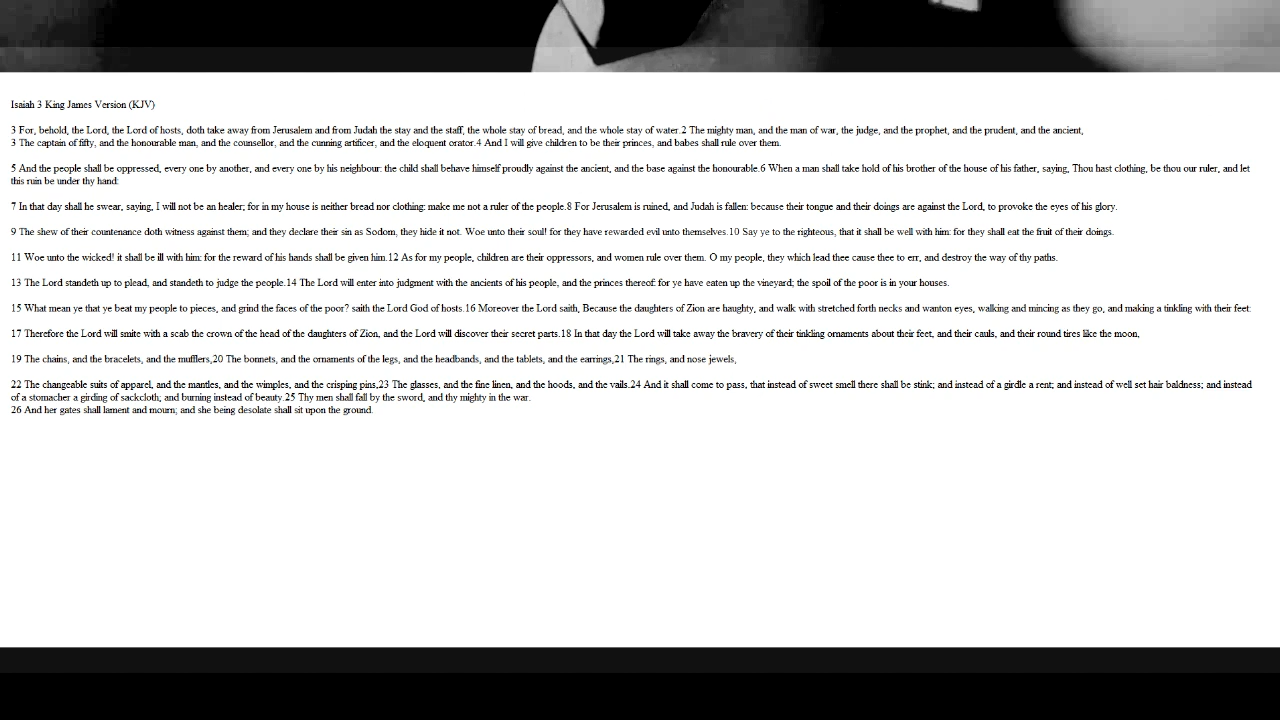 Isaiah 3 King James Version (KJV)
3 For, behold, the Lord, the Lord of hosts, doth take away from Jerusalem and from Judah the stay and the staff, the whole stay of bread, and the whole stay of water.2 The mighty man, and the man of war, the judge, and the prophet, and the prudent, and the ancient,
3 The captain of fifty, and the honourable man, and the counsellor, and the cunning artificer, and the eloquent orator.4 And I will give children to be their princes, and babes shall rule over them.
5 And the people shall be oppressed, every one by another, and every one by his neighbour: the child shall behave himself proudly against the ancient, and the base against the honourable.6 When a man shall take hold of his brother of the house of his father, saying, Thou hast clothing, be thou our ruler, and let
this ruin be under thy hand:
7 In that day shall he swear, saying, I will not be an healer; for in my house is neither bread nor clothing: make me not a ruler of the people.8 For Jerusalem is ruined, and Judah is fallen: because their tongue and their doings are against the Lord, to provoke the eyes of his glory.
9 The shew of their countenance doth witness against them; and they declare their sin as Sodom, they hide it not. Woe unto their soul! for they have rewarded evil unto themselves.10 Say ye to the righteous, that it shall be well with him: for they shall eat the fruit of their doings.
11 Woe unto the wicked! it shall be ill with him: for the reward of his hands shall be given him.12 As for my people, children are their oppressors, and women rule over them. O my people, they which lead thee cause thee to err, and destroy the way of thy paths.
13 The Lord standeth up to plead, and standeth to judge the people.14 The Lord will enter into judgment with the ancients of his people, and the princes thereof: for ye have eaten up the vineyard; the spoil of the poor is in your houses.
15 What mean ye that ye beat my people to pieces, and grind the faces of the poor? saith the Lord God of hosts.16 Moreover the Lord saith, Because the daughters of Zion are haughty, and walk with stretched forth necks and wanton eyes, walking and mincing as they go, and making a tinkling with their feet:
17 Therefore the Lord will smite with a scab the crown of the head of the daughters of Zion, and the Lord will discover their secret parts.18 In that day the Lord will take away the bravery of their tinkling ornaments about their feet, and their cauls, and their round tires like the moon,
19 The chains, and the bracelets, and the mufflers,20 The bonnets, and the ornaments of the legs, and the headbands, and the tablets, and the earrings,21 The rings, and nose jewels,
22 The changeable suits of apparel, and the mantles, and the wimples, and the crisping pins,23 The glasses, and the fine linen, and the hoods, and the vails.24 And it shall come to pass, that instead of sweet smell there shall be stink; and instead of a girdle a rent; and instead of well set hair baldness; and instead
of a stomacher a girding of sackcloth; and burning instead of beauty.25 Thy men shall fall by the sword, and thy mighty in the war.
26 And her gates shall lament and mourn; and she being desolate shall sit upon the ground.